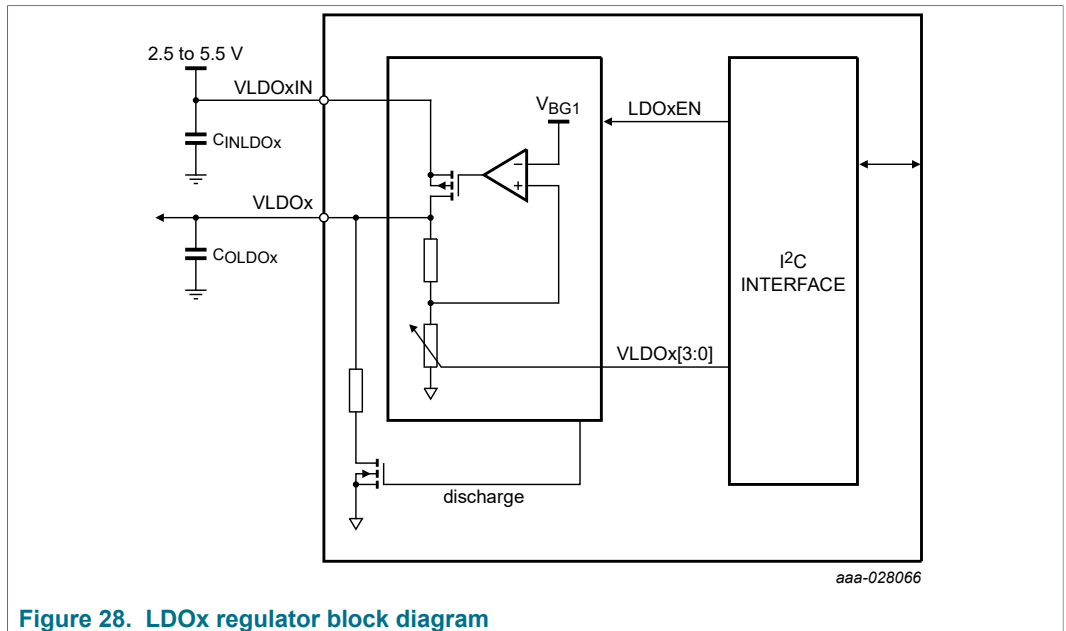 2.5 to 5.5 V
VLDOxIN
CINLDOx
VLDOx
COLDOx
VBG1
−
+
LDOxEN
I2C
INTERFACE
VLDOx[3:0]
discharge
aaa-028066
Figure 28. LDOx regulator block diagram